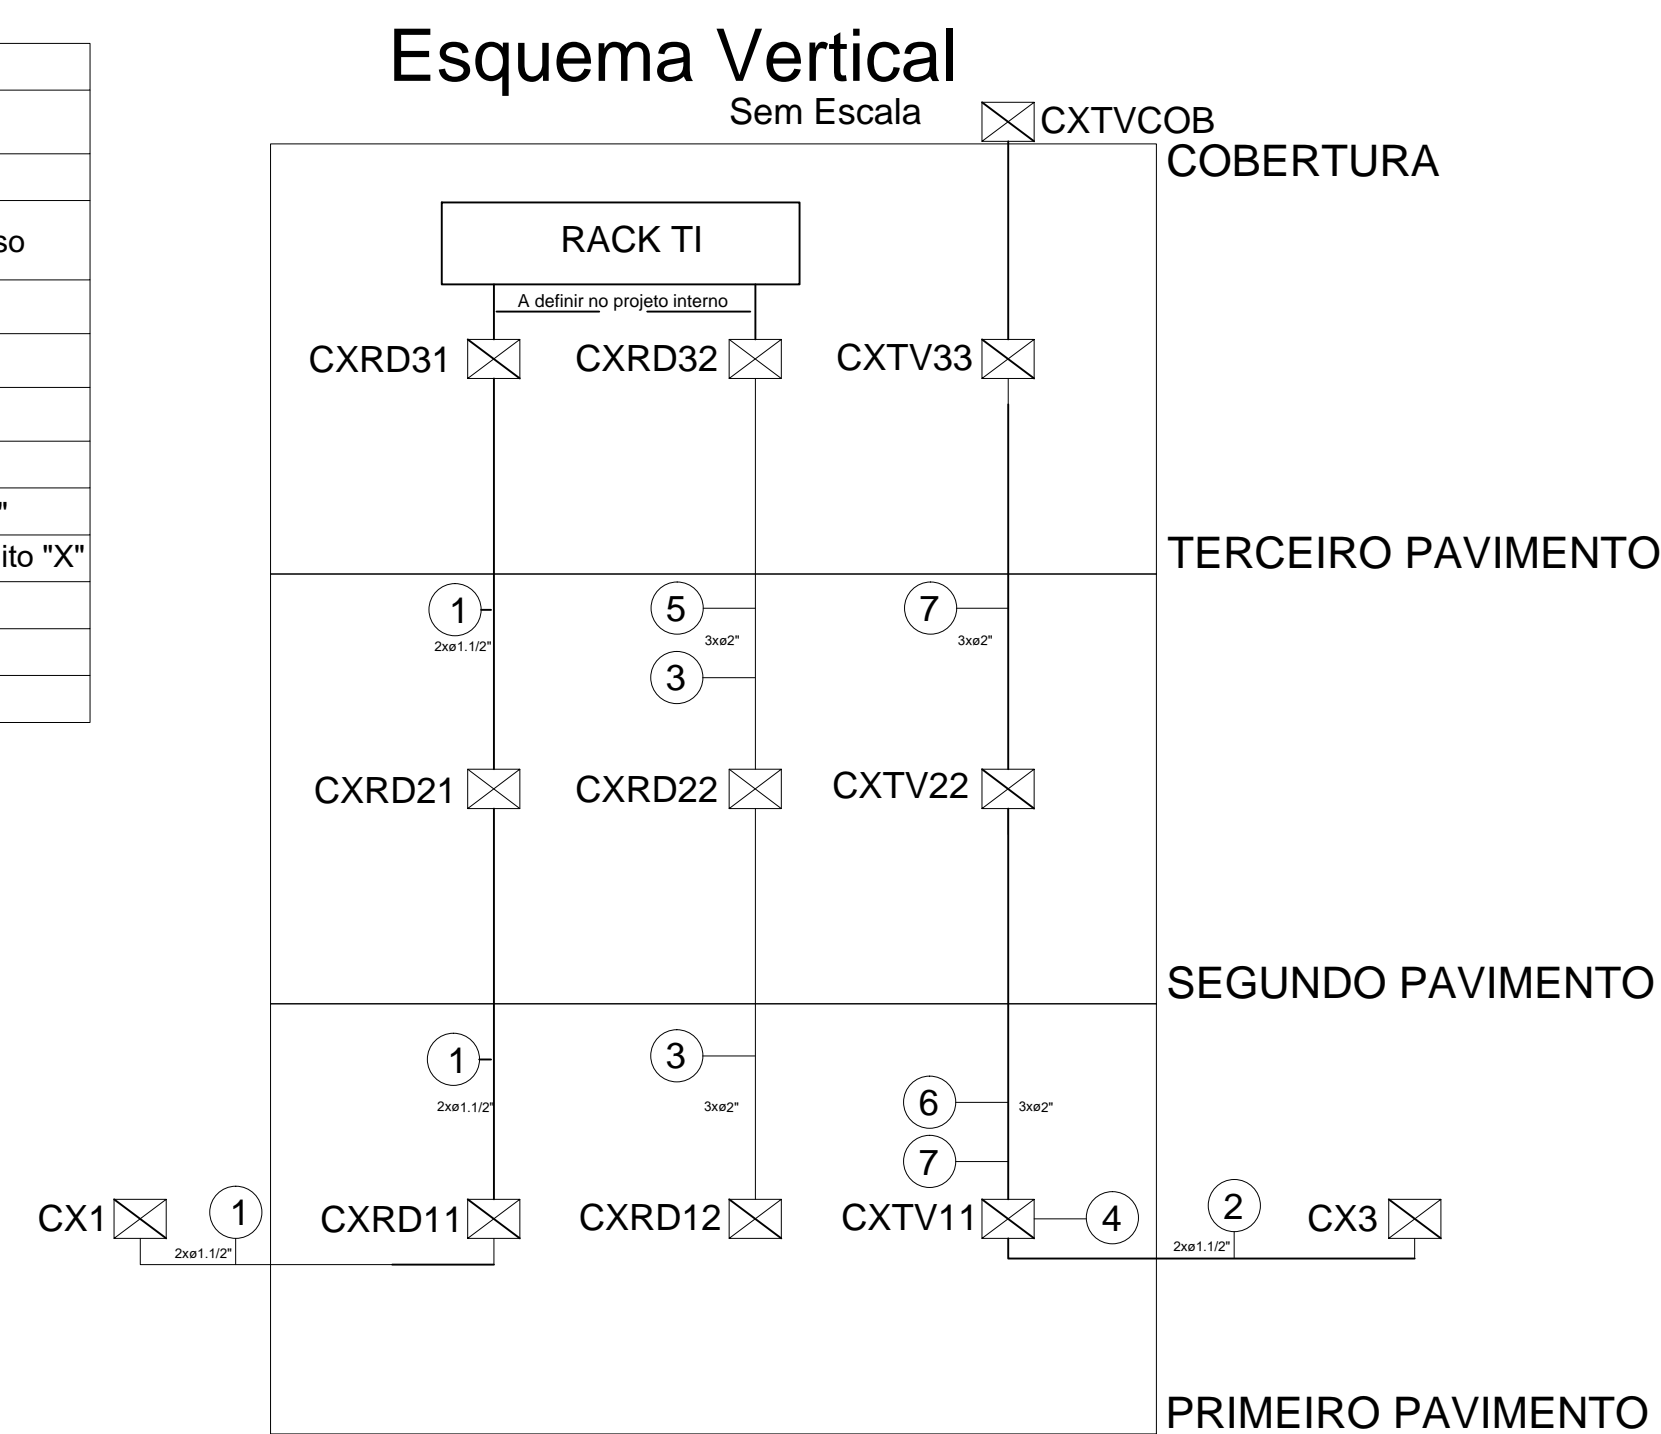 Esquema Vertical
Sem Escala
CXTVCOB
COBERTURA
so
"
ito "X"
RACK TI
A definir no projeto interno
CXRD31
CXRD32
CXTV33
TERCEIRO PAVIMENTO
1
2xø1.1/2"
5
3xø2"
3
7
3xø2"
CXRD21
CXRD22
CXTV22
SEGUNDO PAVIMENTO
1
2xø1.1/2"
3
3xø2"
6
3xø2"
7
CX1
1
2xø1.1/2"
CXRD11
CXRD12
CXTV11
4
2
2xø1.1/2"
CX3
PRIMEIRO PAVIMENTO